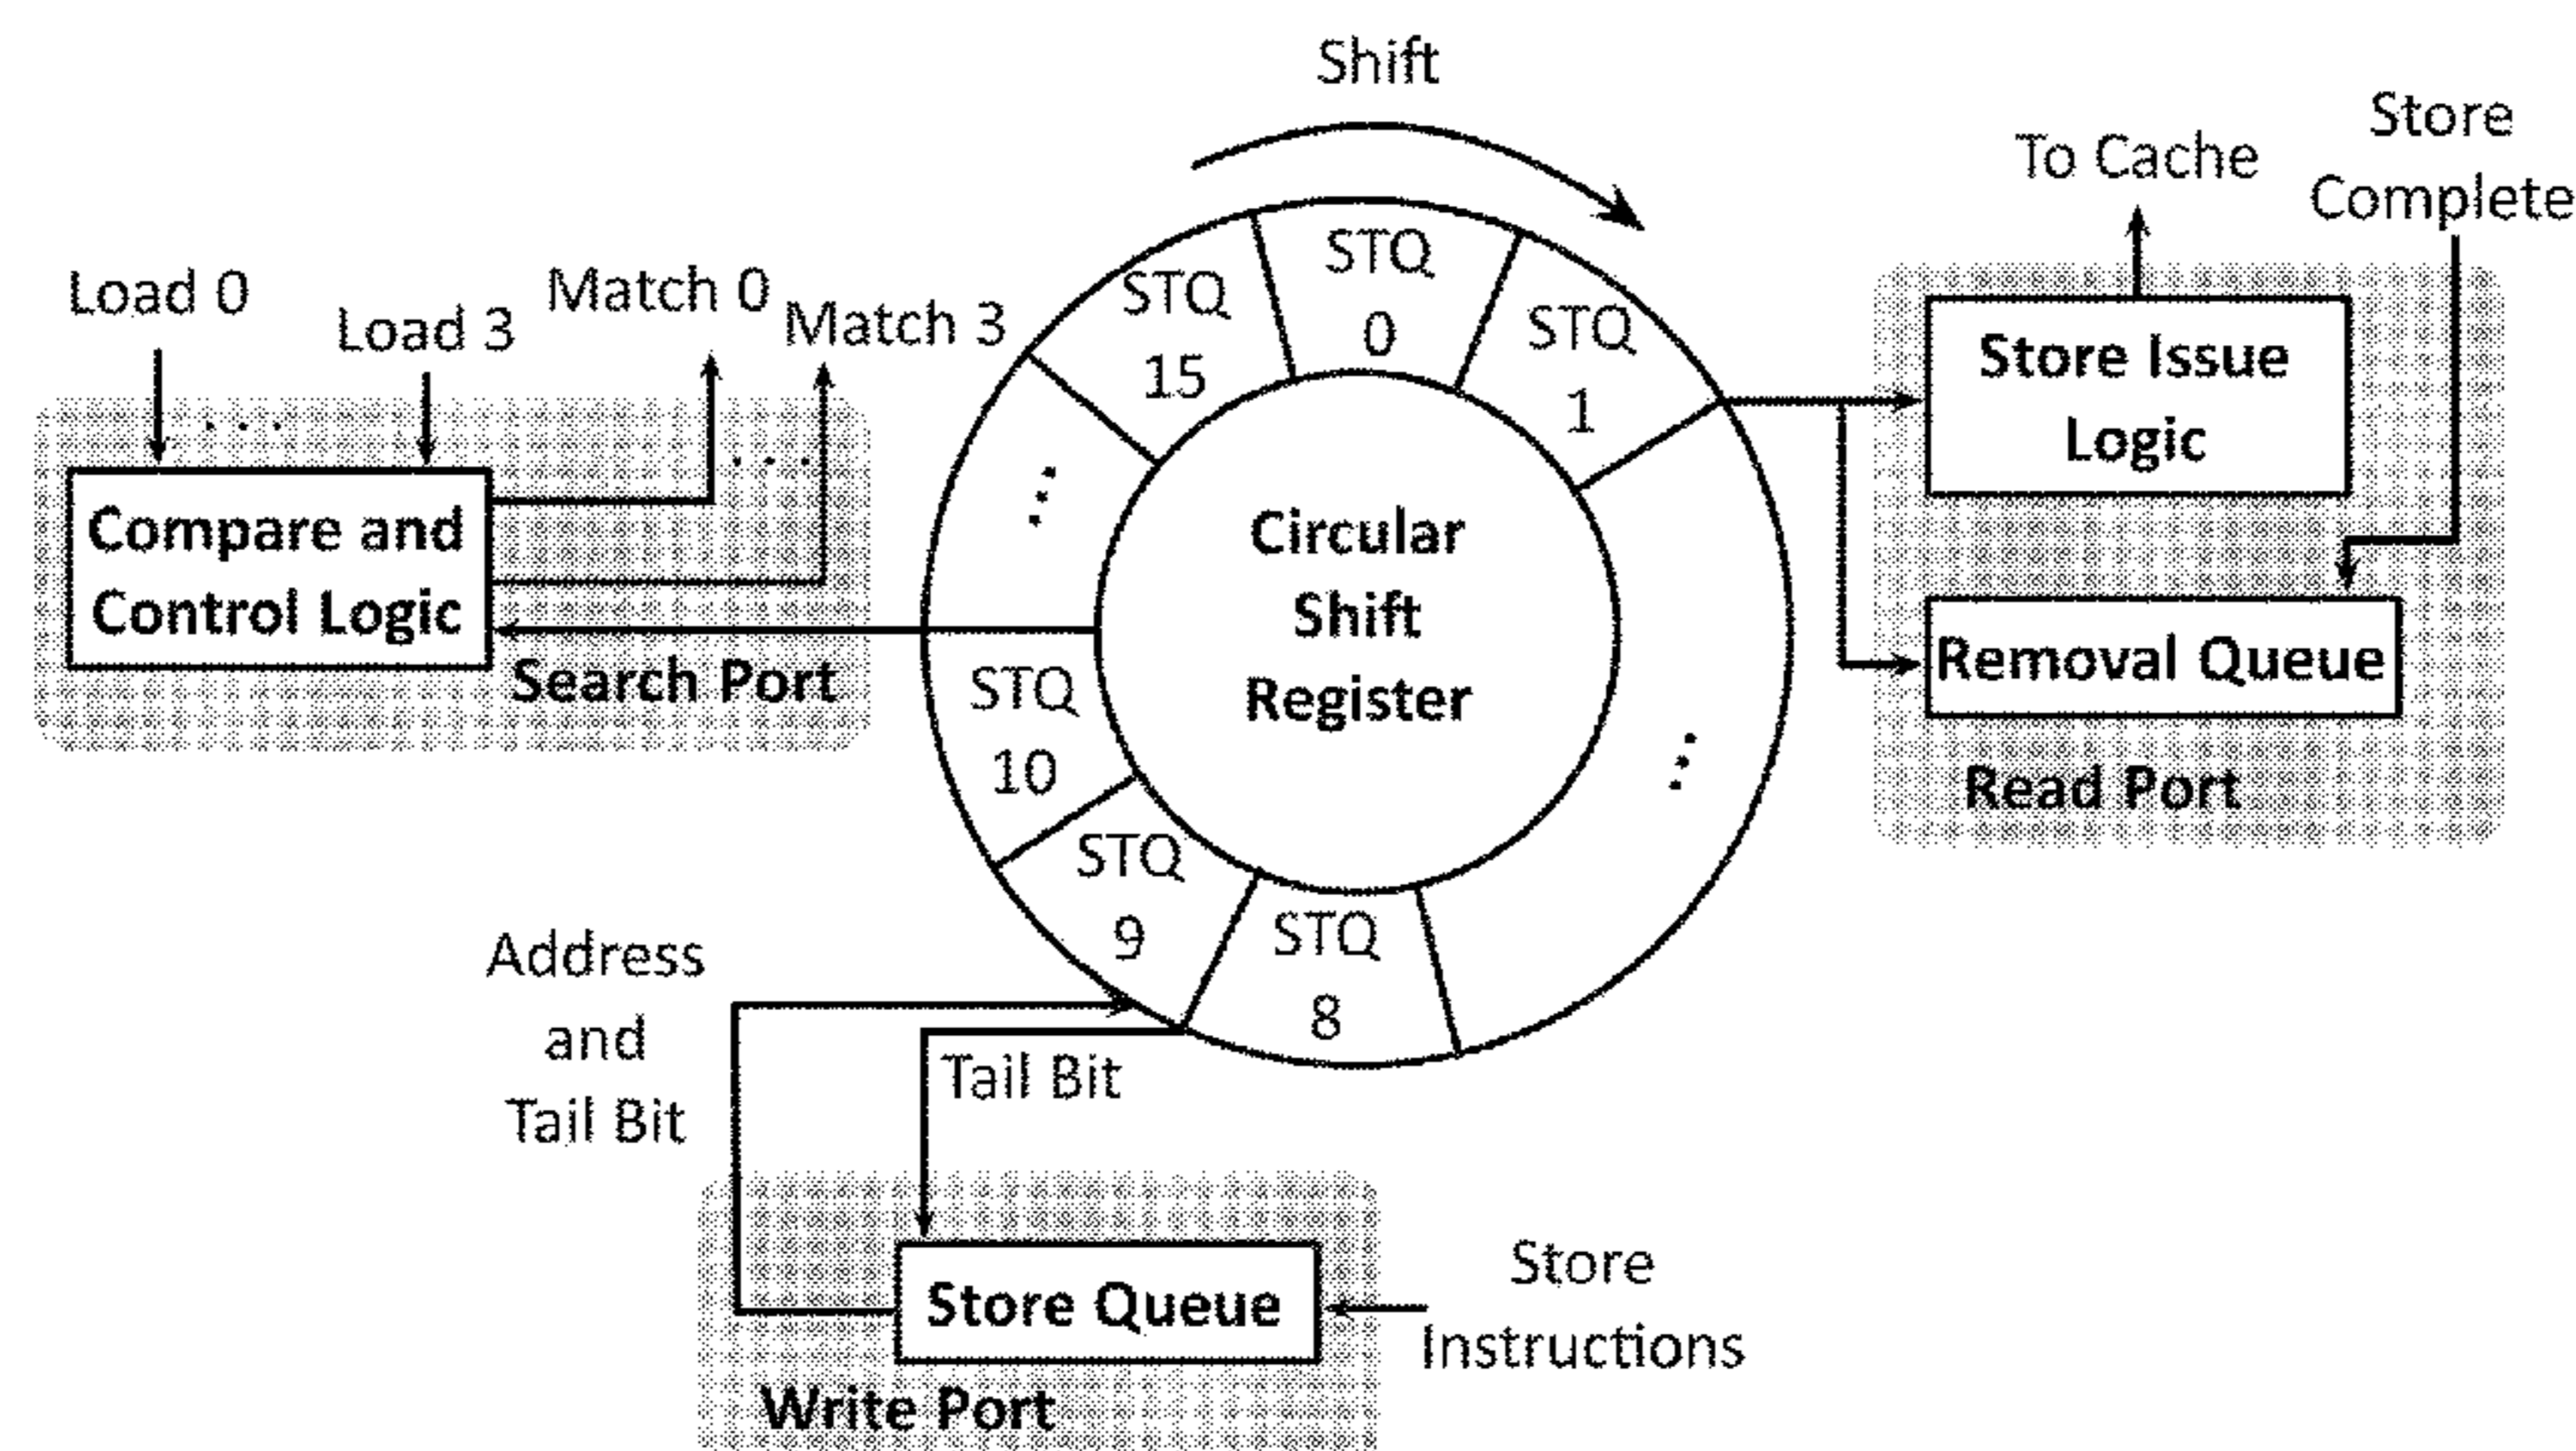 Shift
Store
Complete
To Cache
Load 0
Load 3
Match 0
Match 3
. . .
. . .
Compare and
Control Logic
Search Port
STQ
15
STQ
0
STQ
1
...
STQ
10
STQ
9
STQ
8
...
Circular
Shift
Register
Store Issue
Logic
Removal Queue
Read Port
Address
and
Tail Bit
Tail Bit
Store Queue
Write Port
Store
Instructions